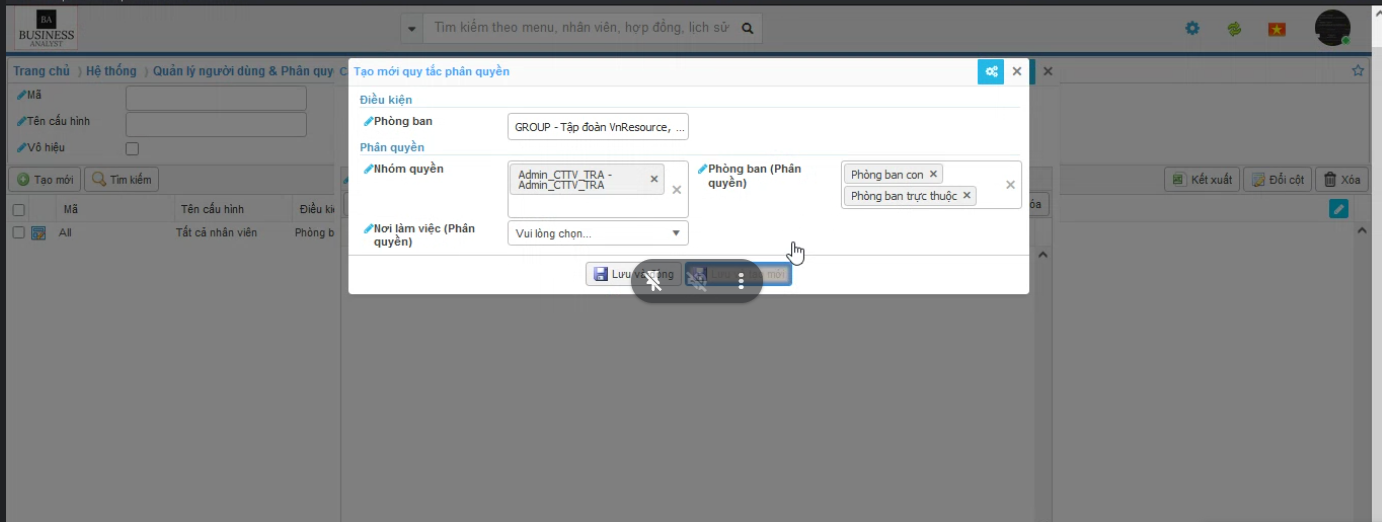 BA
BUSINESS
ANALYST
Tìm kiếm theo menu, nhân viên, hợp đồng, lịch sử
Trang chủ ) Hệ thống ) Quản lý người dùng & Phân quy
Tạo mới quy tắc phân quyền
Mã
Tên cấu hình
Vô hiệu
Điều kiện
Phòng ban
GROUP - Tập đoàn VnResource, ...
Phân quyền
Nhóm quyền
Admin_CTTV_TRA -
Admin_CTTV_TRA
Phòng ban (Phân
quyền)
Phòng ban con
Phòng ban trực thuộc
Nơi làm việc (Phân
quyền)
Vui lòng chọn...
Tạo mới
Tìm kiếm
Kết xuất
Đổi cột
Xóa
Mã
Tên cấu hình
Điều ki
All
Tất cả nhân viên
Phòng b
Lưu và đóng
mới